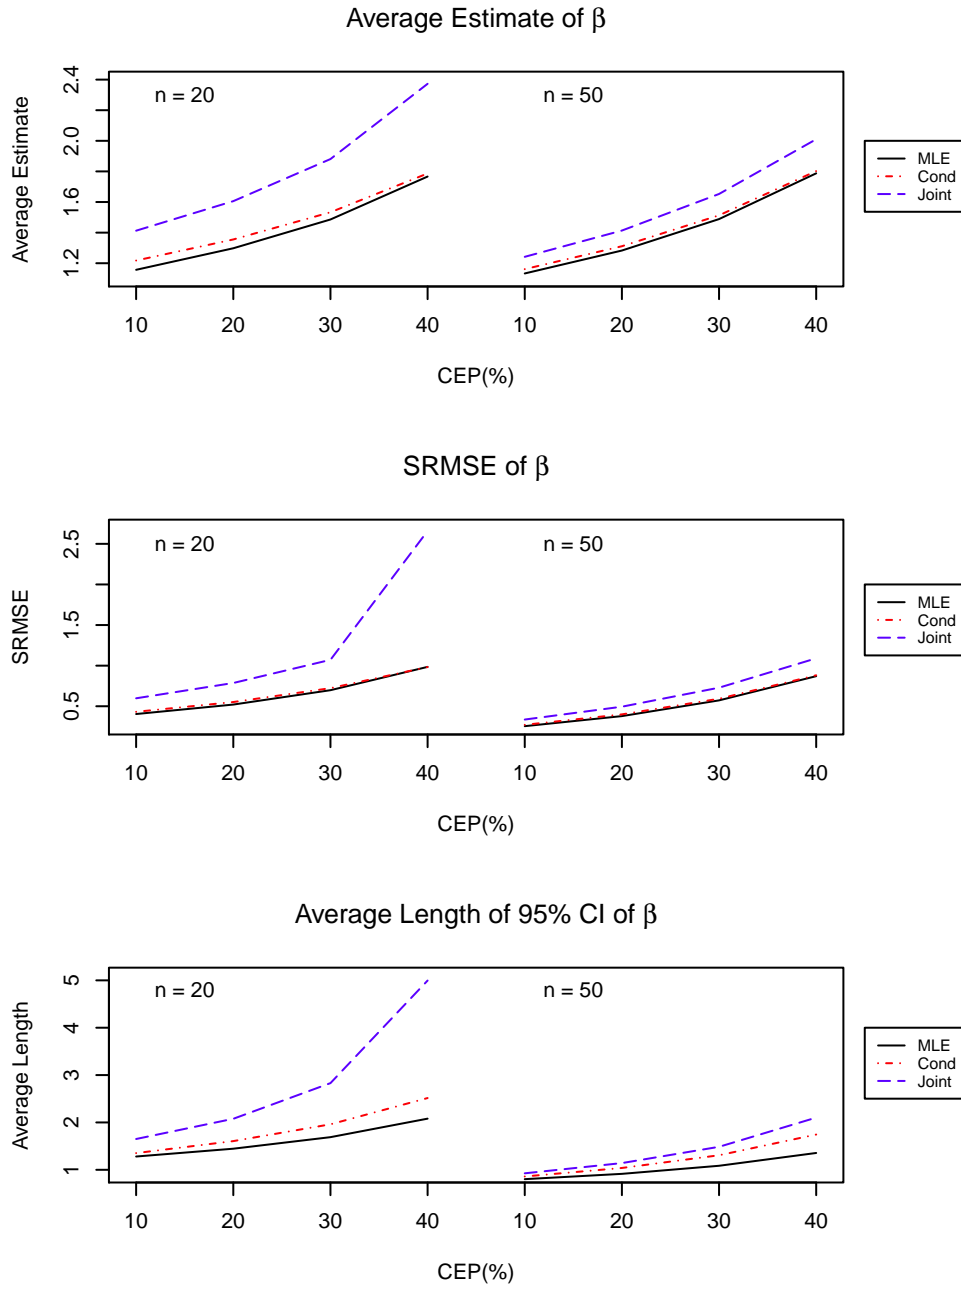 Average Estimate of β
Average Estimate
2.4
2.0
1.6
1.2
n = 20
n = 50
10 20 30 40 10 20 30 40
CEP(%)
MLE
Cond
Joint
SRMSE of β
SRMSE
2.5
1.5
0.5
n = 20
n = 50
10 20 30 40 10 20 30 40
CEP(%)
MLE
Cond
Joint
Average Length of 95% CI of β
Average Length
5
4
3
2
1
n = 20
n = 50
10 20 30 40 10 20 30 40
CEP(%)
MLE
Cond
Joint